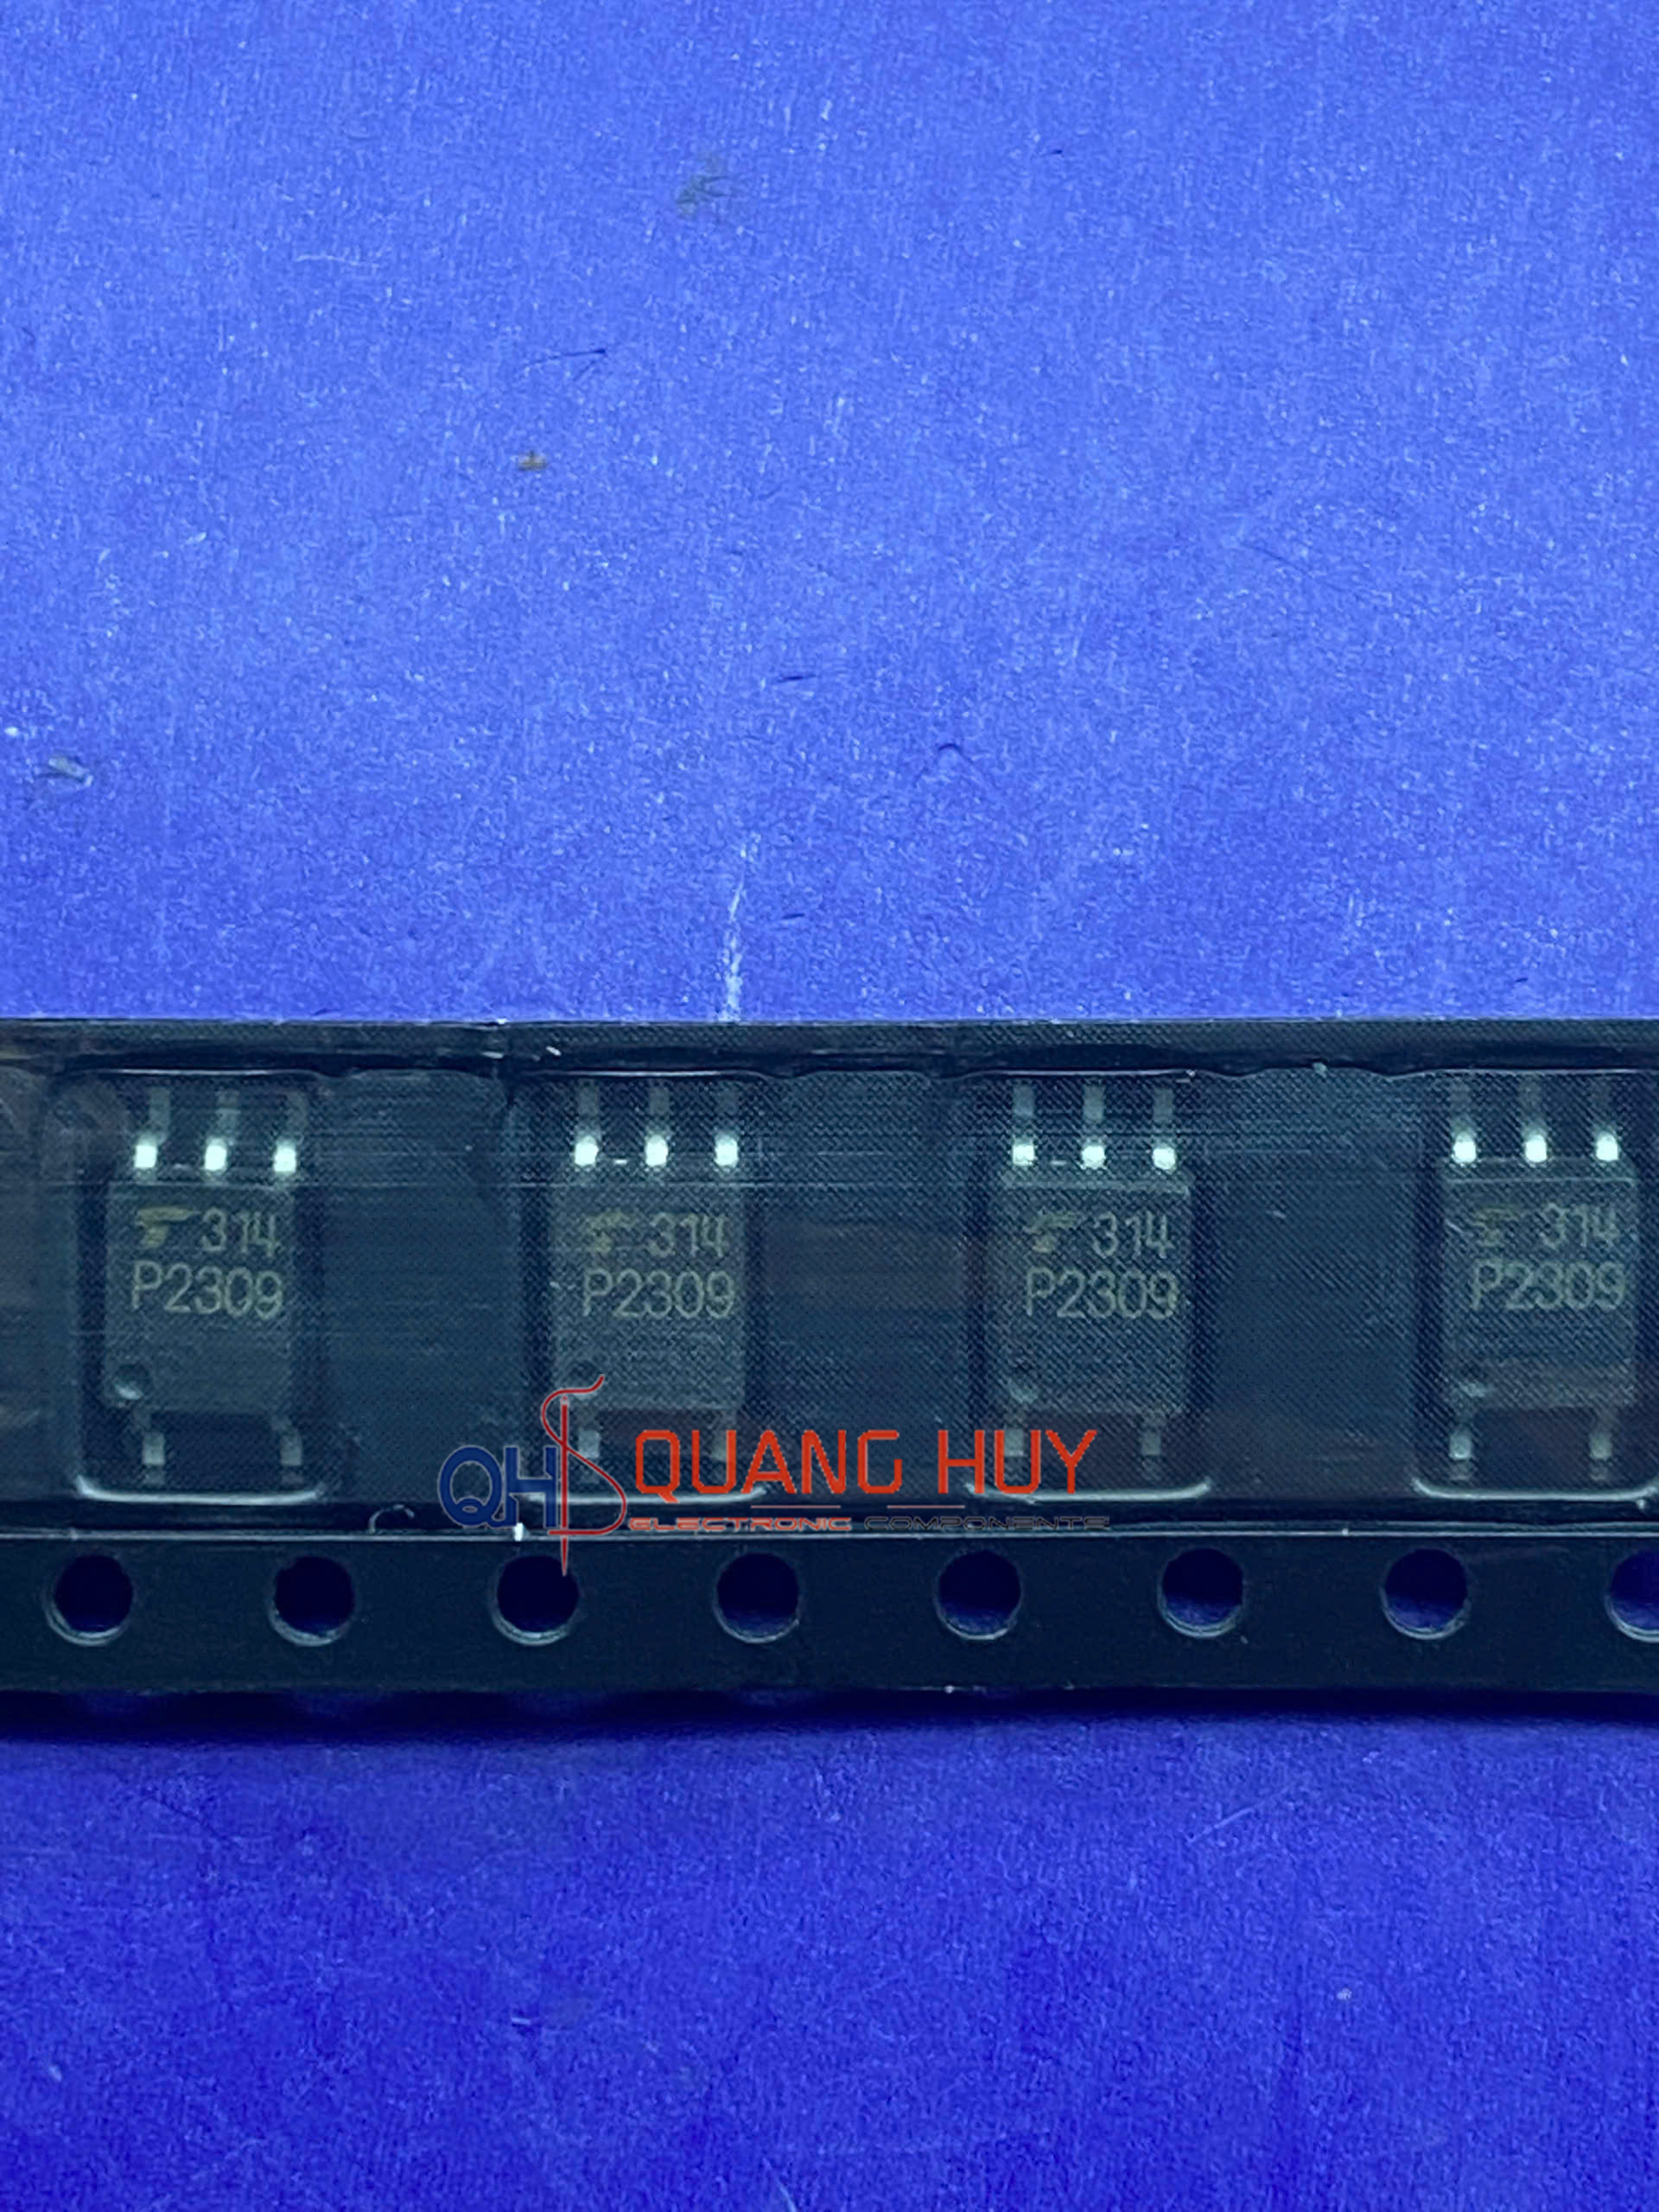 314
P2309
314
P2309
314
P2309
314
P2309
QH
QUANG HUY
ELECTRONIC COMPONENTS